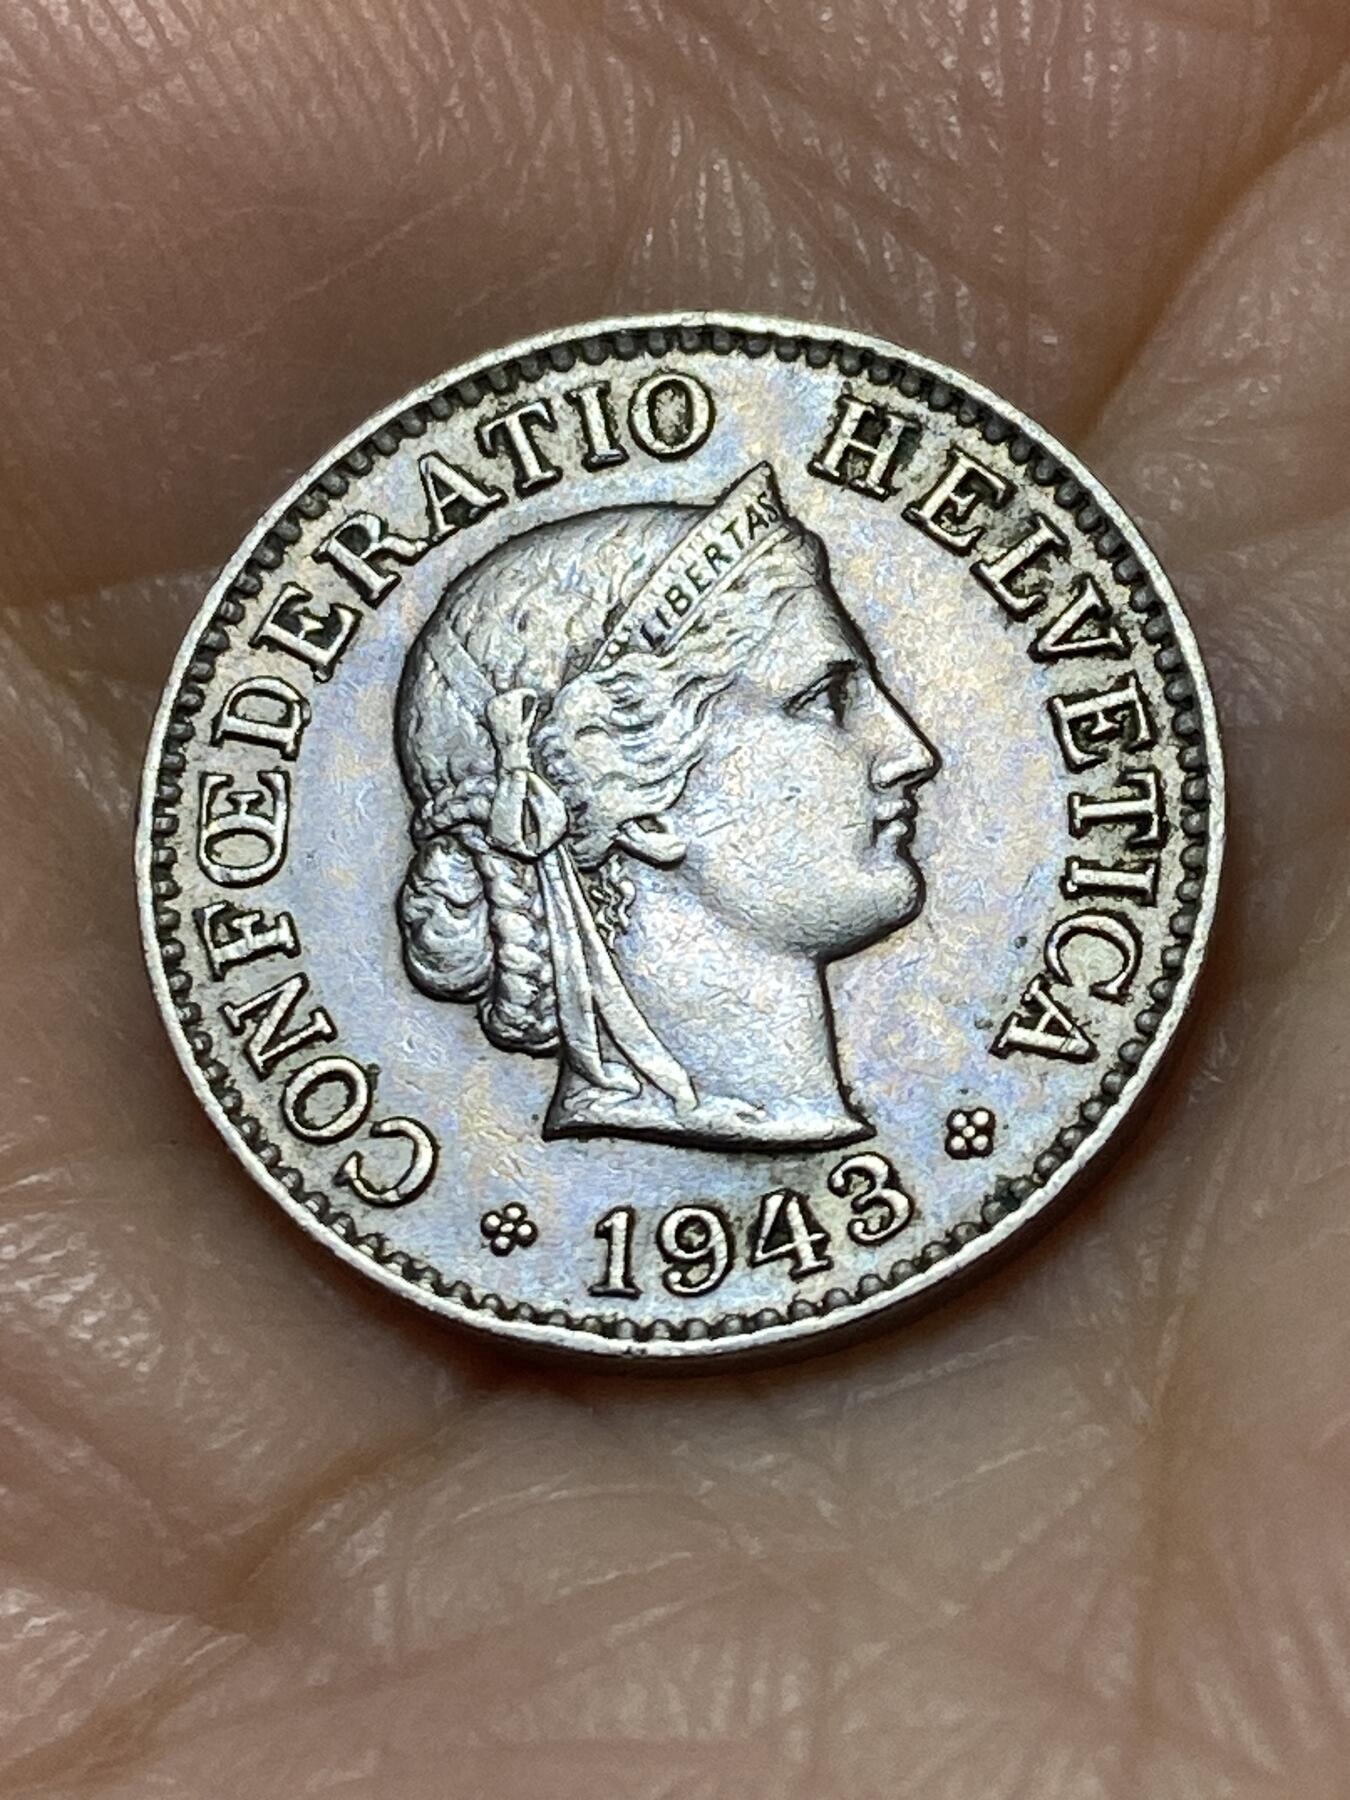 CONFŒDERATIO HELVETICA
LIBERTAS
1943